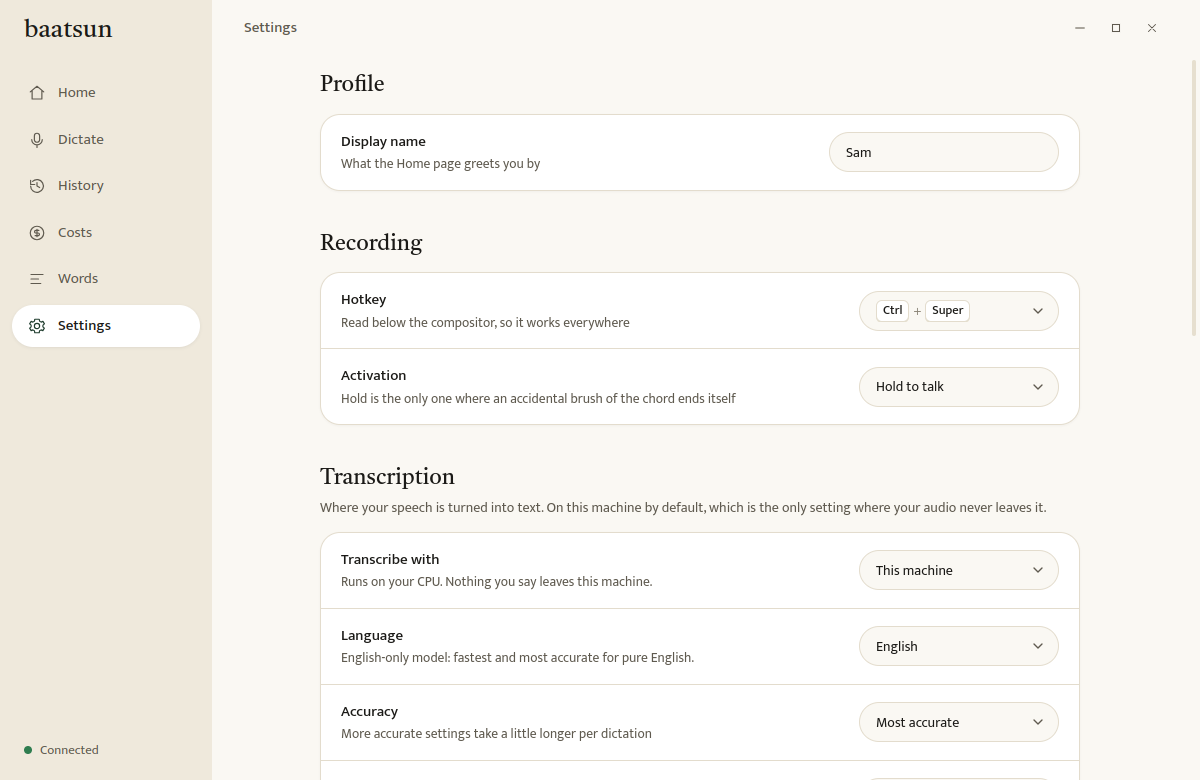 baatsun
Settings
Home
Dictate
History
Costs
Words
Settings
Connected
Profile
Display name
What the Home page greets you by
Sam
Recording
Hotkey
Read below the compositor, so it works everywhere
Ctrl + Super
Activation
Hold is the only one where an accidental brush of the chord ends itself
Hold to talk
Transcription
Where your speech is turned into text. On this machine by default, which is the only setting where your audio never leaves it.
Transcribe with
Runs on your CPU. Nothing you say leaves this machine.
This machine
Language
English-only model: fastest and most accurate for pure English.
English
Accuracy
More accurate settings take a little longer per dictation
Most accurate